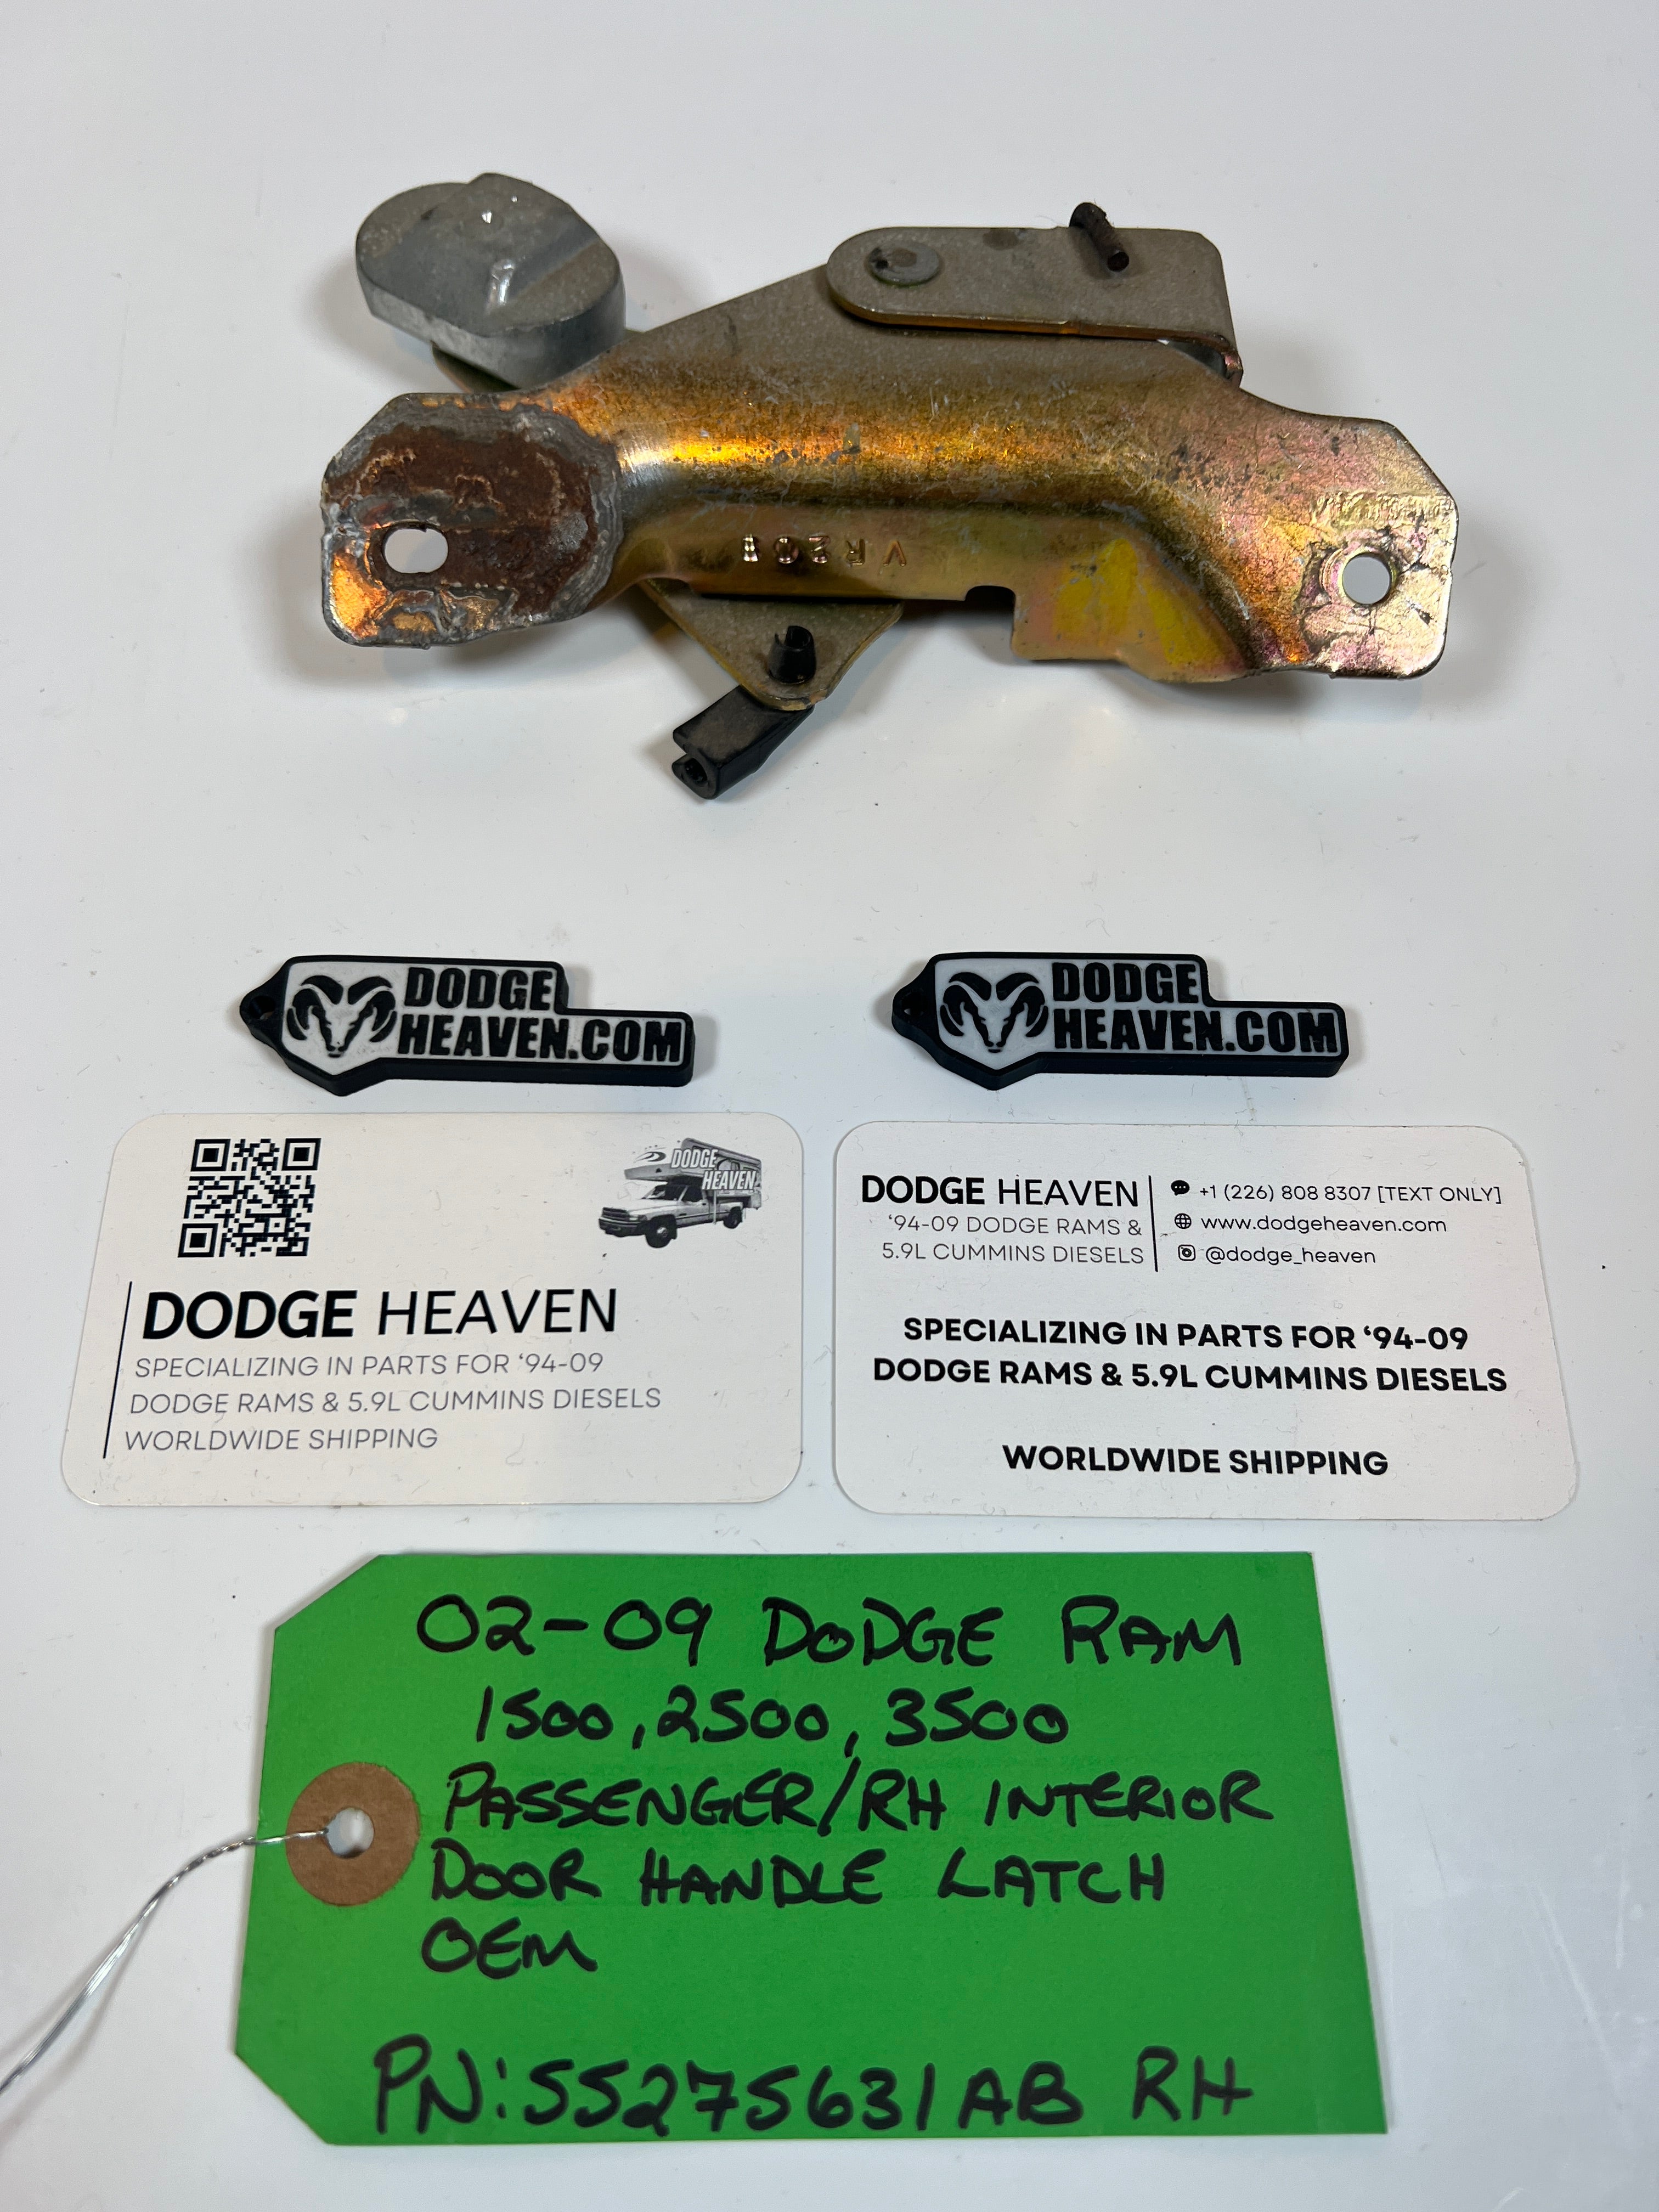 DODGE
HEAVEN.COM
DODGE
HEAVEN.COM
DODGE
HEAVEN
DODGE HEAVEN
SPECIALIZING IN PARTS FOR ‘94-09
DODGE RAMS & 5.9L CUMMINS DIESELS
WORLDWIDE SHIPPING
DODGE HEAVEN
‘94-09 DODGE RAMS &
5.9L CUMMINS DIESELS
+1 (226) 808 8307 [TEXT ONLY]
www.dodgeheaven.com
@dodge_heaven
SPECIALIZING IN PARTS FOR ‘94-09
DODGE RAMS & 5.9L CUMMINS DIESELS
WORLDWIDE SHIPPING
02-09 DODGE RAM
1500, 2500, 3500
PASSENGER/RH INTERIOR
DOOR HANDLE LATCH
OEM
PN: 55275631AB RH